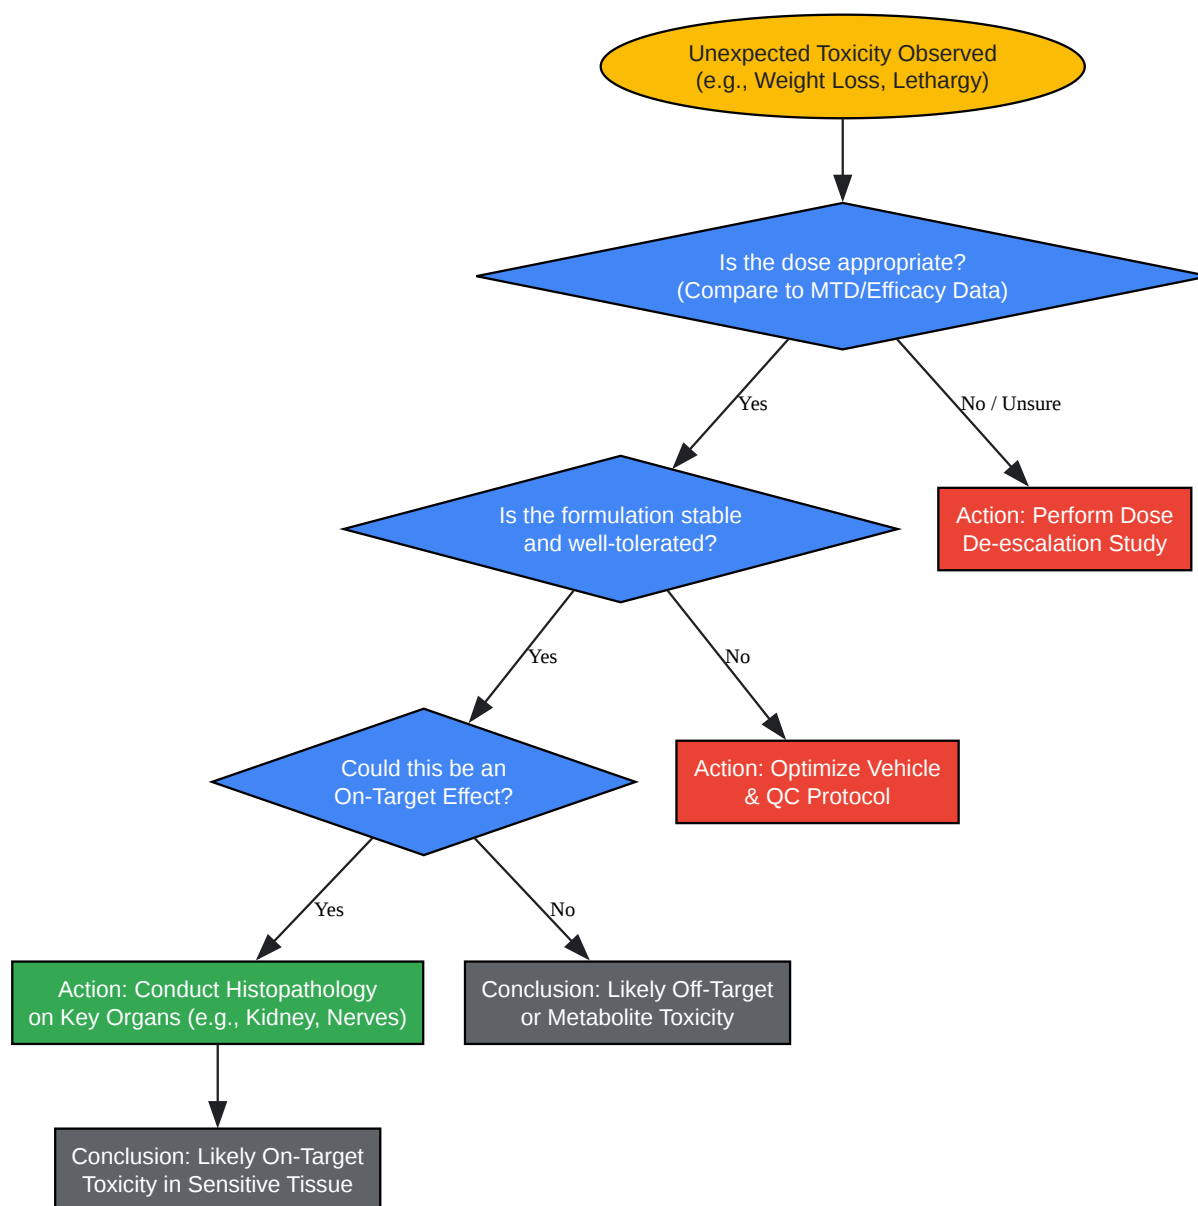 Unexpected Toxicity Observed
(e.g., Weight Loss, Lethargy)
Is the dose appropriate?
(Compare to MTD/Efficacy Data)
Yes
No / Unsure
Is the formulation stable
and well-tolerated?
Action: Perform Dose
De-escalation Study
Yes
No
Could this be an
On-Target Effect?
Action: Optimize Vehicle
& QC Protocol
Yes
No
Action: Conduct Histopathology
on Key Organs (e.g., Kidney, Nerves)
Conclusion: Likely Off-Target
or Metabolite Toxicity
Conclusion: Likely On-Target
Toxicity in Sensitive Tissue